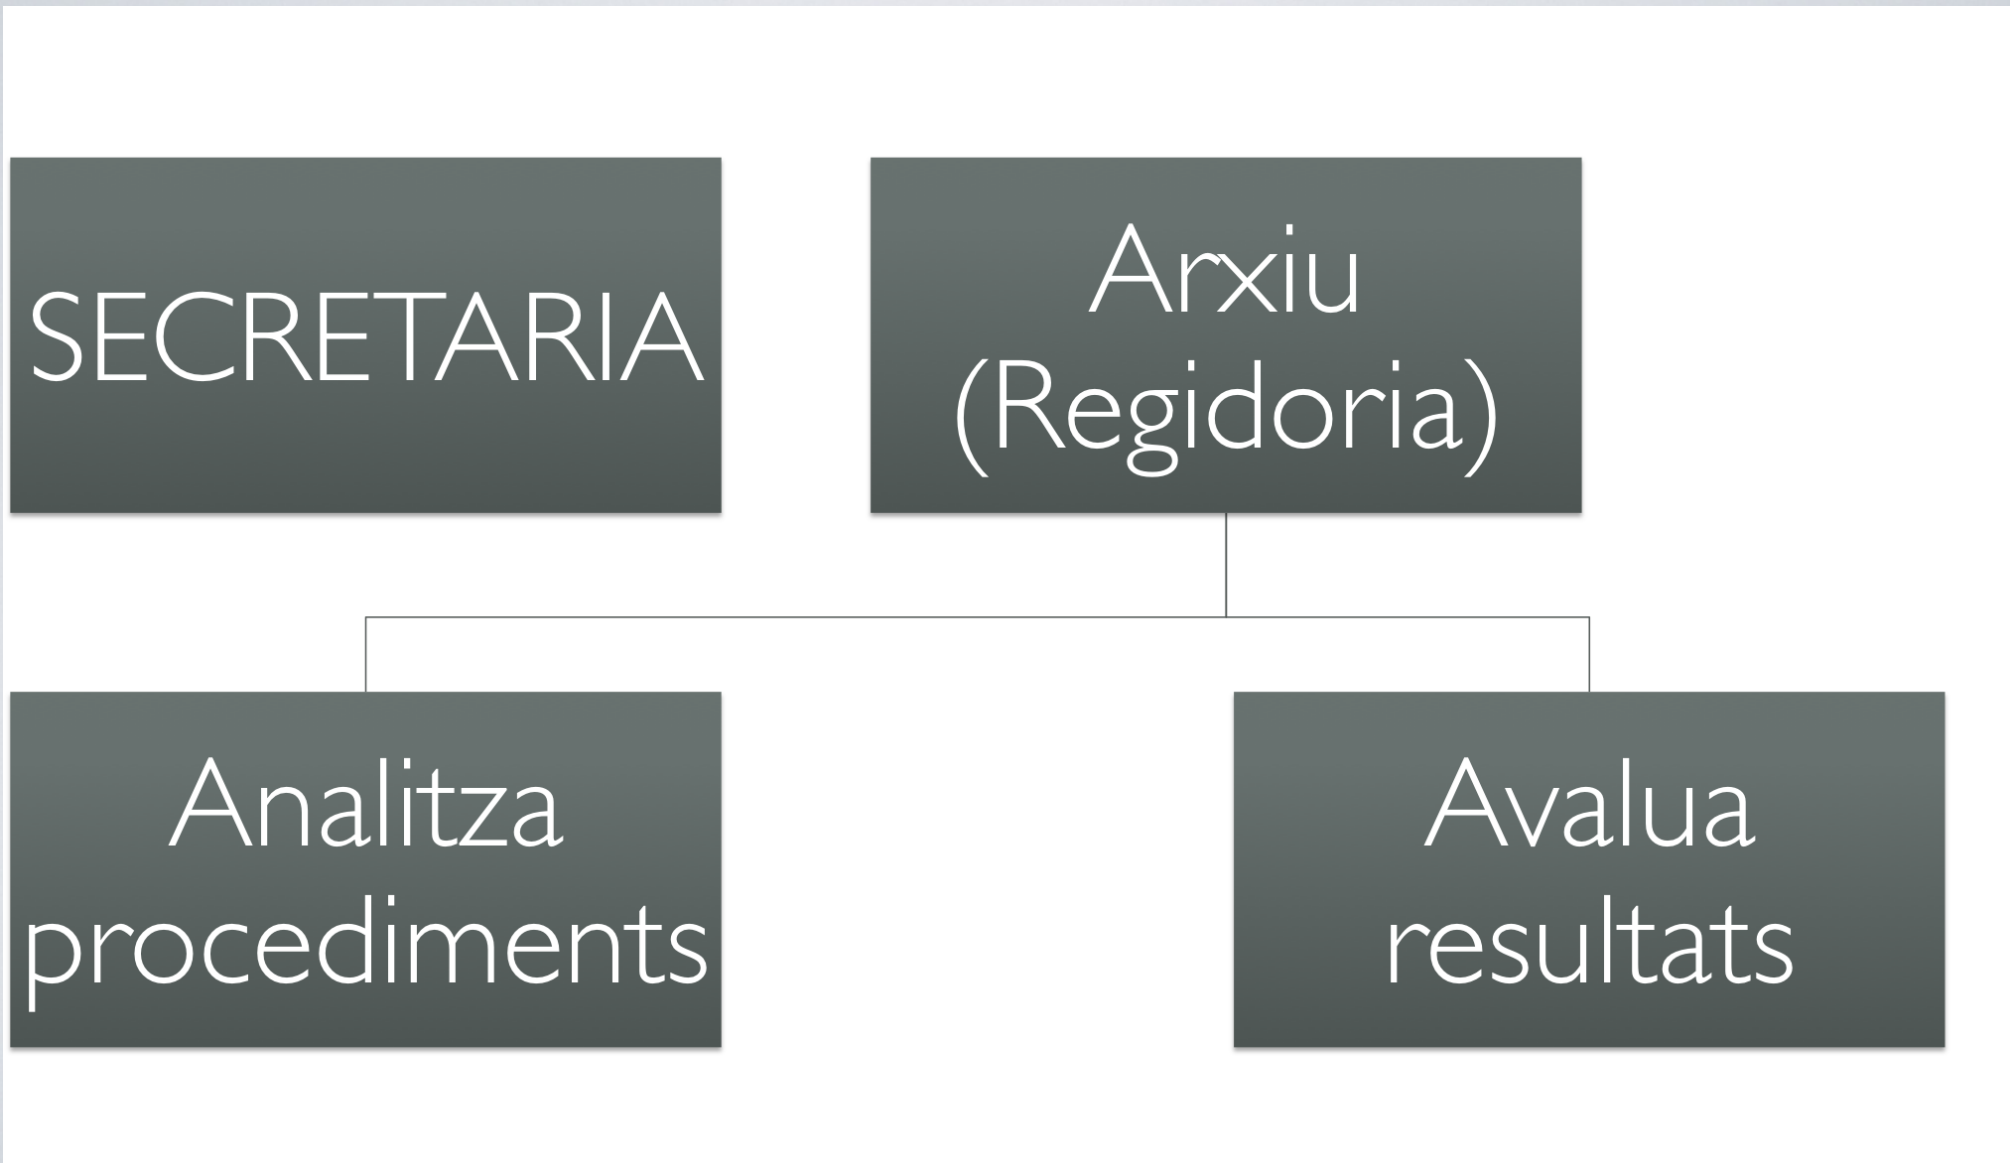 SECRETARIA
Arxiu
(Regidoria)
Analitza
procediments
Avalua
resultats